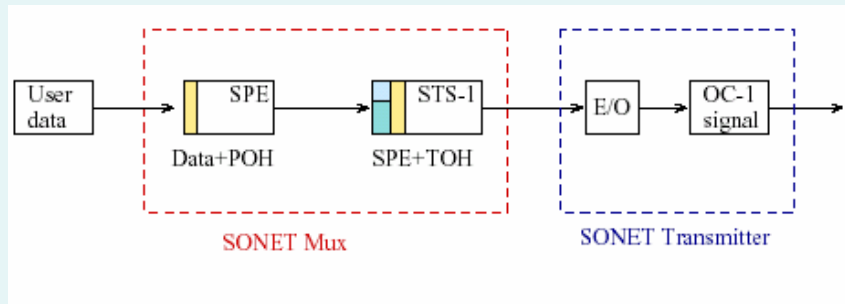 User
data
SPE
Data+POH
STS-1
SPE+TOH
E/O
OC-1
signal
SONET Mux
SONET Transmitter